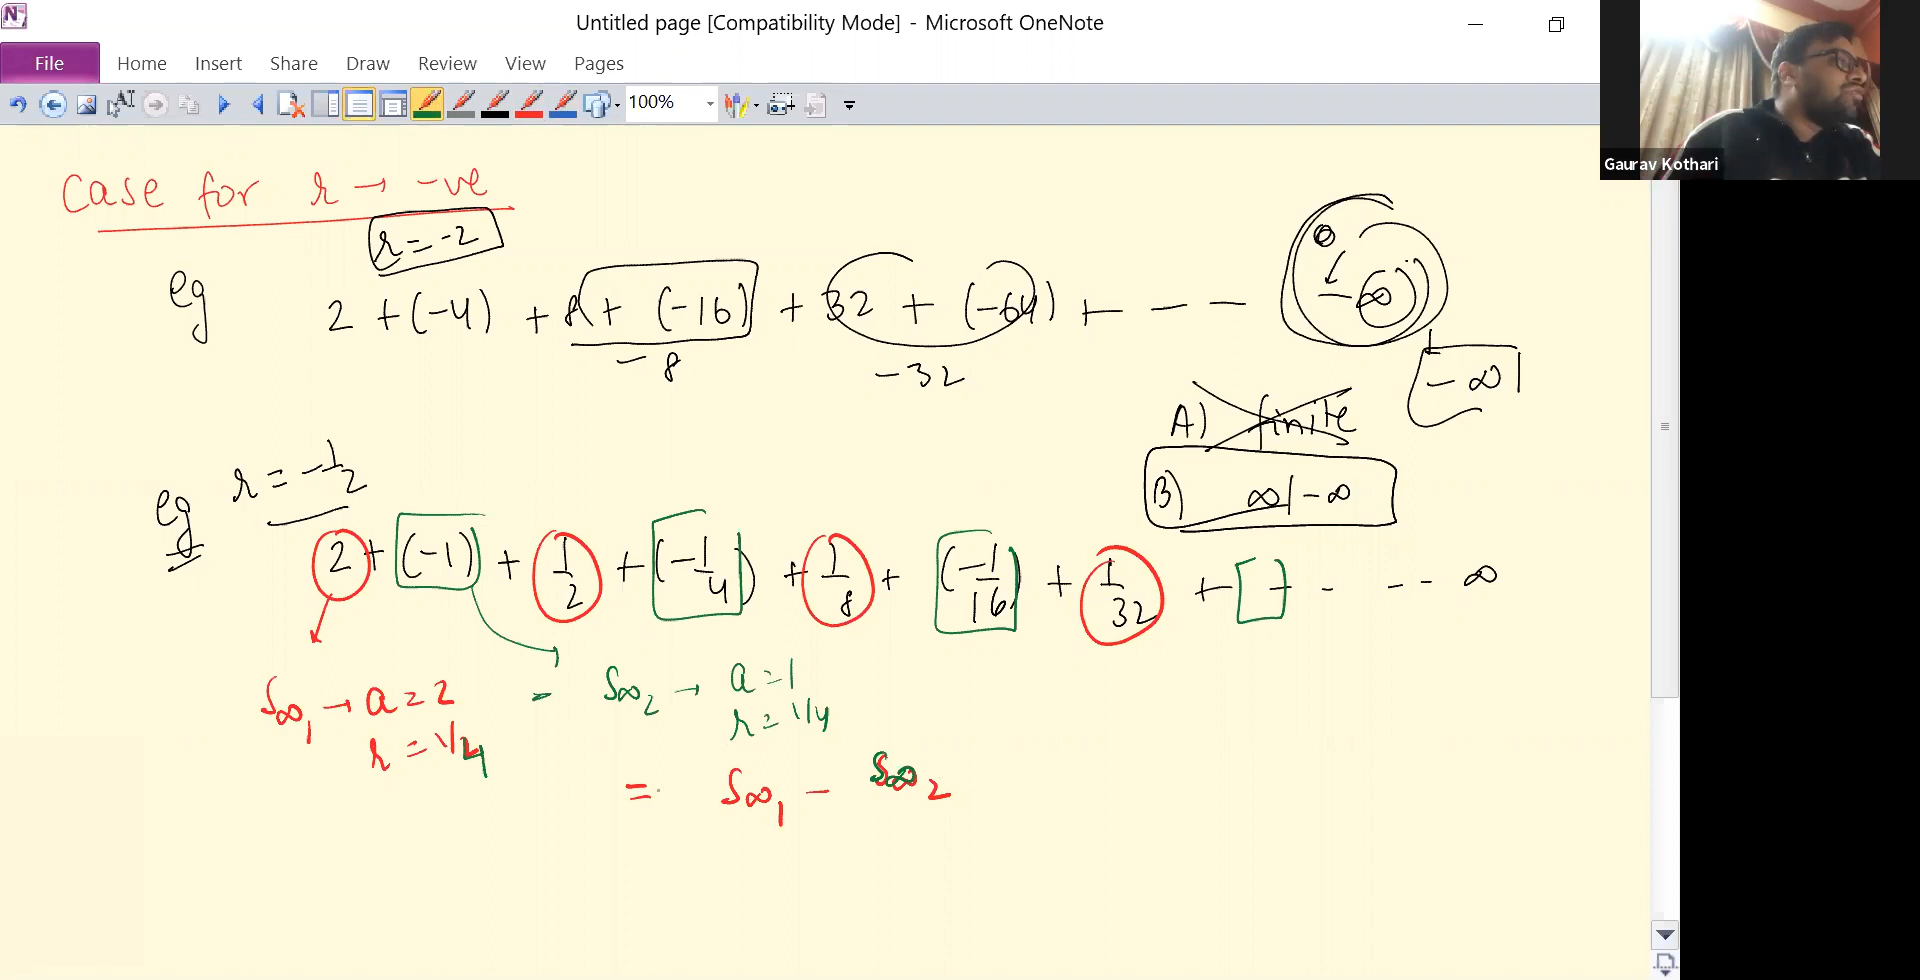 Untitled page [Compatibility Mode] - Microsoft OneNote
File Home Insert Share Draw Review View Pages
100%
Gaurav Kothari
Case for r → -ve
r = -2
eg 2 + (-4) + 8 + (-16) + 32 + (-64) + - - -∞
-8 -32
-∞
A) finite
B) ∞/-∞
eg r = -1/2
2 + (-1) + 1/2 + (-1/4) + 1/8 + (-1/16) + 1/32 + [ ] - - - ∞
S∞1 → a = 2 - S∞2 → a = 1
r = 1/4 r = 1/4
= S∞1 - S∞2